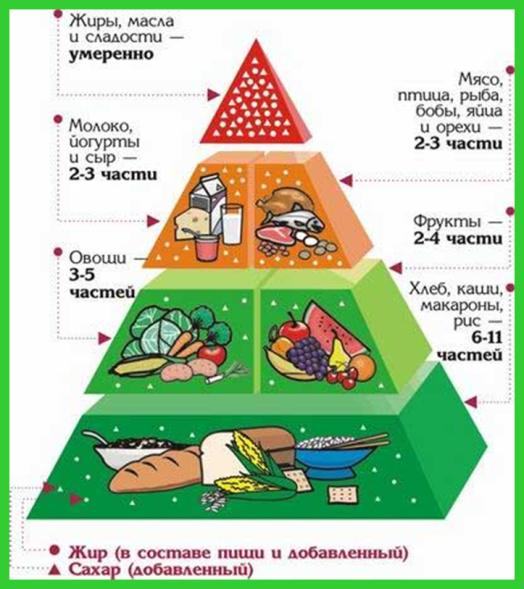 Жиры, масла
и сладости —
умеренно
Мясо,
птица, рыба,
бобы, яйца
и орехи —
2-3 части
Молоко,
йогурты
и сыр —
2-3 части
Фрукты —
2-4 части
Овощи —
3-5
частей
Хлеб, каши,
макароны,
рис —
6-11
частей
Жир (в составе пищи и добавленный)
Сахар (добавленный)